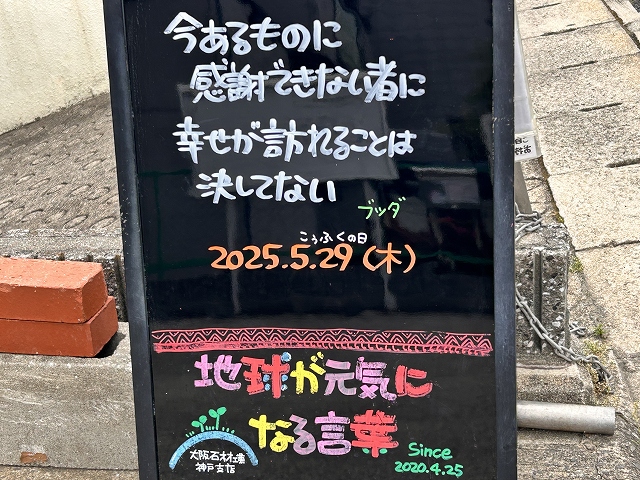 今あるものに
感謝できない者に
幸せが訪れることは
決してない
ブッダ
こうふくの日
2025.5.29(木)
地球が元気に
なる言葉
大阪石材工業
神戸支店
Since
2020.4.25